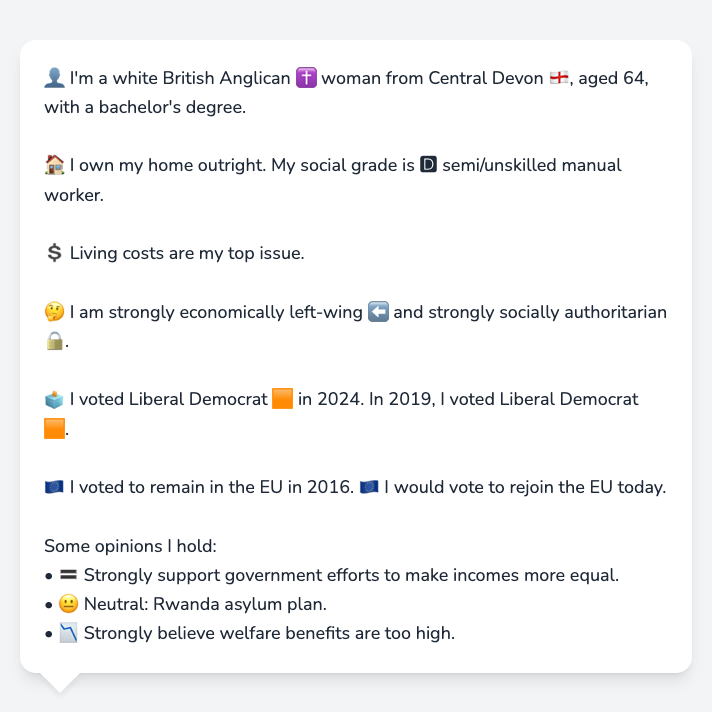 👤 I'm a white British Anglican ✝️ woman from Central Devon 🏴󠁧󠁢󠁥󠁮󠁧󠁿, aged 64,
with a bachelor's degree.
🏠 I own my home outright. My social grade is 🅳 semi/unskilled manual
worker.
💲 Living costs are my top issue.
🤔 I am strongly economically left-wing ⬅️ and strongly socially authoritarian
🔒.
🗳️ I voted Liberal Democrat 🟧 in 2024. In 2019, I voted Liberal Democrat
🟧.
🇪🇺 I voted to remain in the EU in 2016. 🇪🇺 I would vote to rejoin the EU today.
Some opinions I hold:
• 🟰 Strongly support government efforts to make incomes more equal.
• 😐 Neutral: Rwanda asylum plan.
• 📉 Strongly believe welfare benefits are too high.